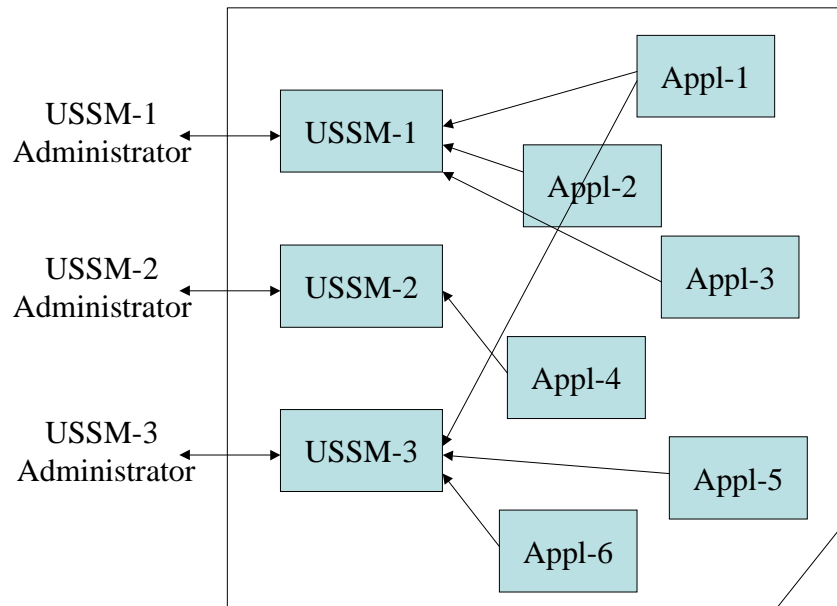 Appl-1
USSM-1
Administrator
USSM-1
Appl-2
USSM-2
Administrator
USSM-2
Appl-3
Appl-4
USSM-3
Administrator
USSM-3
Appl-5
Appl-6